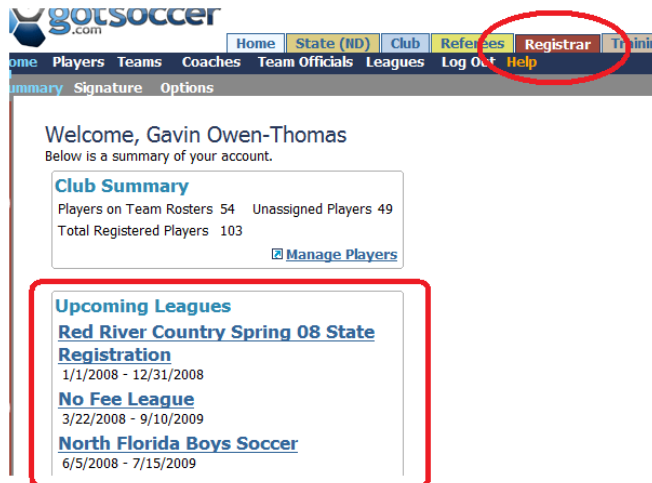 gotsoccer
.com
Home State (ND) Club Referees Registrar
Players Teams Coaches Team Officials Leagues Log Out Help
Signature Options
Welcome, Gavin Owen-Thomas
Below is a summary of your account.
Club Summary
Players on Team Rosters 54 Unassigned Players 49
Total Registered Players 103
Manage Players
Upcoming Leagues
Red River Country Spring 08 State
Registration
1/1/2008 - 12/31/2008
No Fee League
3/22/2008 - 9/10/2009
North Florida Boys Soccer
6/5/2008 - 7/15/2009